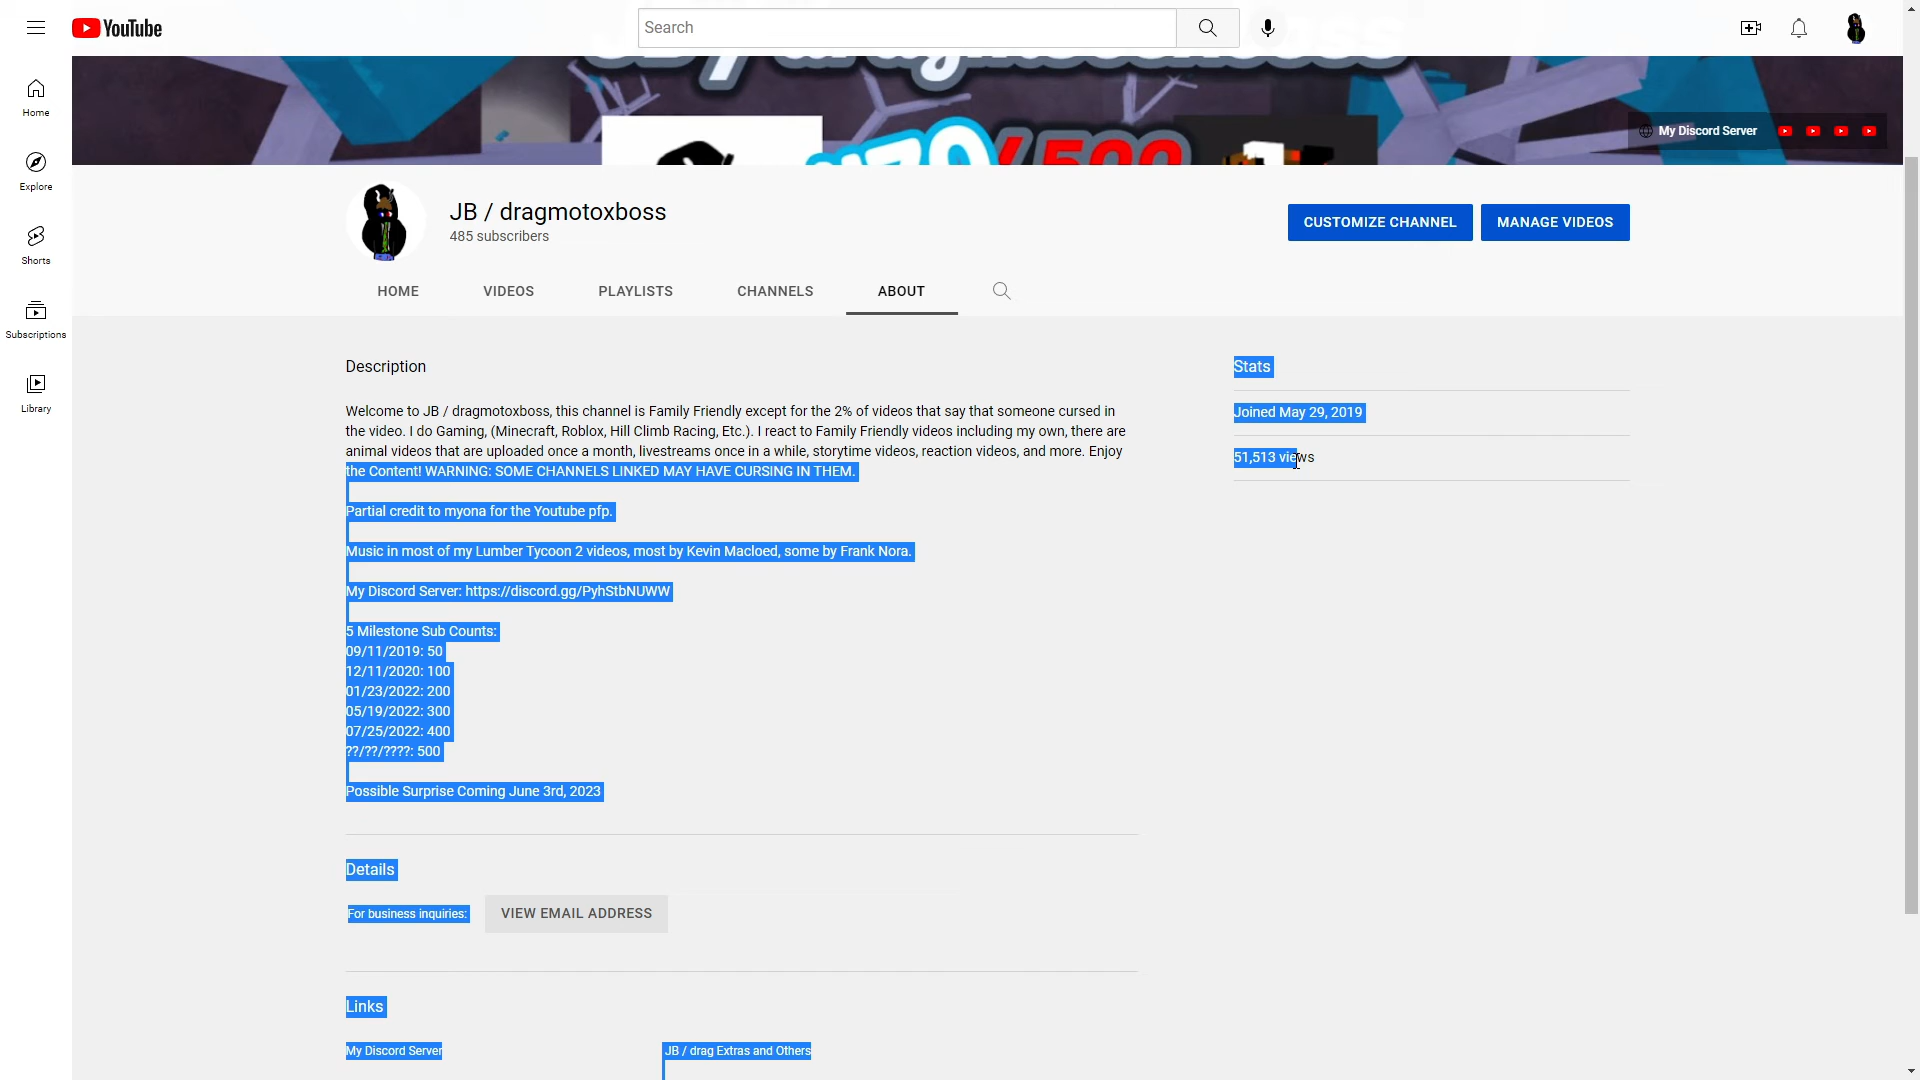 YouTube
Search
Home
Explore
Shorts
Subscriptions
Library
/500
My Discord Server
JB / dragmotoxboss
485 subscribers
CUSTOMIZE CHANNEL
MANAGE VIDEOS
HOME
VIDEOS
PLAYLISTS
CHANNELS
ABOUT
Description
Welcome to JB / dragmotoxboss, this channel is Family Friendly except for the 2% of videos that say that someone cursed in
the video. I do Gaming, (Minecraft, Roblox, Hill Climb Racing, Etc.). I react to Family Friendly videos including my own, there are
animal videos that are uploaded once a month, livestreams once in a while, storytime videos, reaction videos, and more. Enjoy
the Content! WARNING: SOME CHANNELS LINKED MAY HAVE CURSING IN THEM.
Partial credit to myona for the Youtube pfp.
Music in most of my Lumber Tycoon 2 videos, most by Kevin Macloed, some by Frank Nora.
My Discord Server: https://discord.gg/PyhStbNUWW
5 Milestone Sub Counts:
09/11/2019: 50
12/11/2020: 100
01/23/2022: 200
05/19/2022: 300
07/25/2022: 400
??/??/????: 500
Possible Surprise Coming June 3rd, 2023
Details
For business inquiries:
VIEW EMAIL ADDRESS
Links
My Discord Server
JB / drag Extras and Others
Stats
Joined May 29, 2019
51,513 views